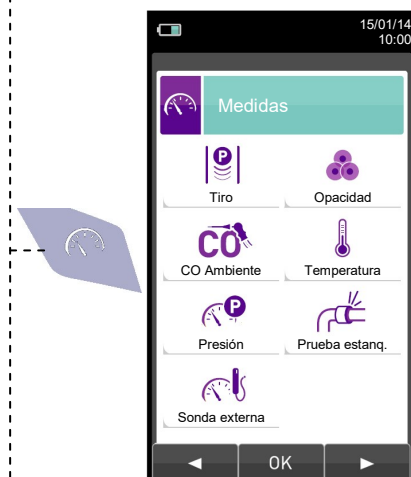 15/01/14
10:00
Medidas
P
Tiro
Opacidad
CO
CO Ambiente
Temperatura
P
Presión
Prueba estanq.
Sonda externa
OK